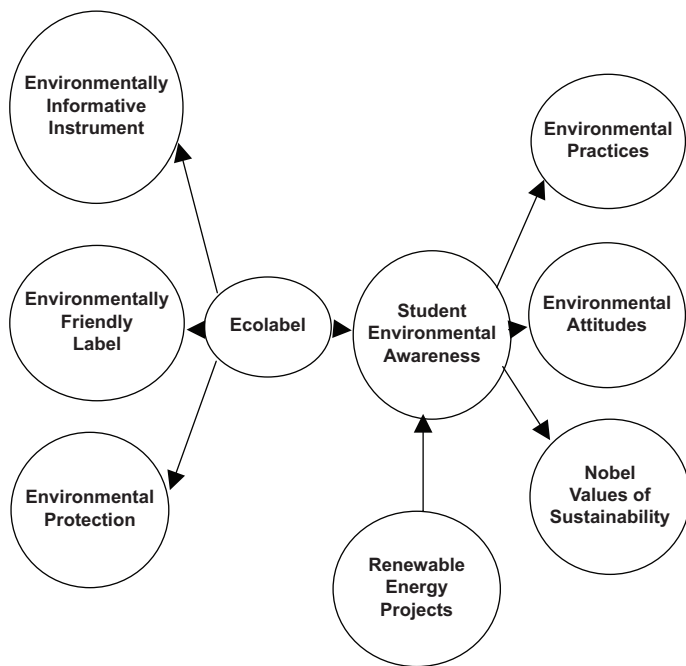 Environmentally
Informative
Instrument
Environmental
Practices
Environmentally
Friendly
Label
Ecolabel
Student
Environmental
Awareness
Environmental
Attitudes
Environmental
Protection
Nobel
Values of
Sustainability
Renewable
Energy
Projects